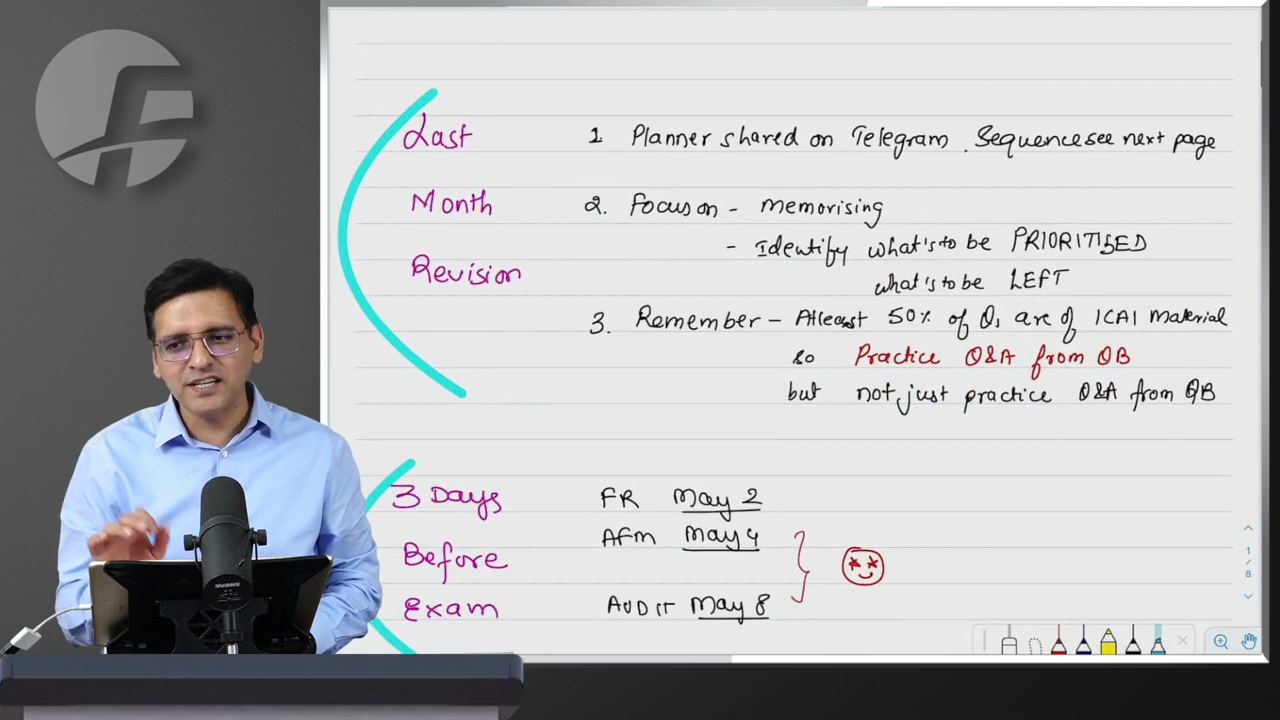 Last
Month
Revision
1 Planner shared on Telegram. Sequence see next page
2. Focus on - memorising
- Identify what's to be PRIORITISED
what's to be LEFT
3. Remember - Atleast 50% of Qs are of ICAI Material
so Practice Q&A from QB
but not just practice Q&A from QB
3 Days
Before
Exam
FR May 2
AFM May 4
AUDIT May 8
1
/
8